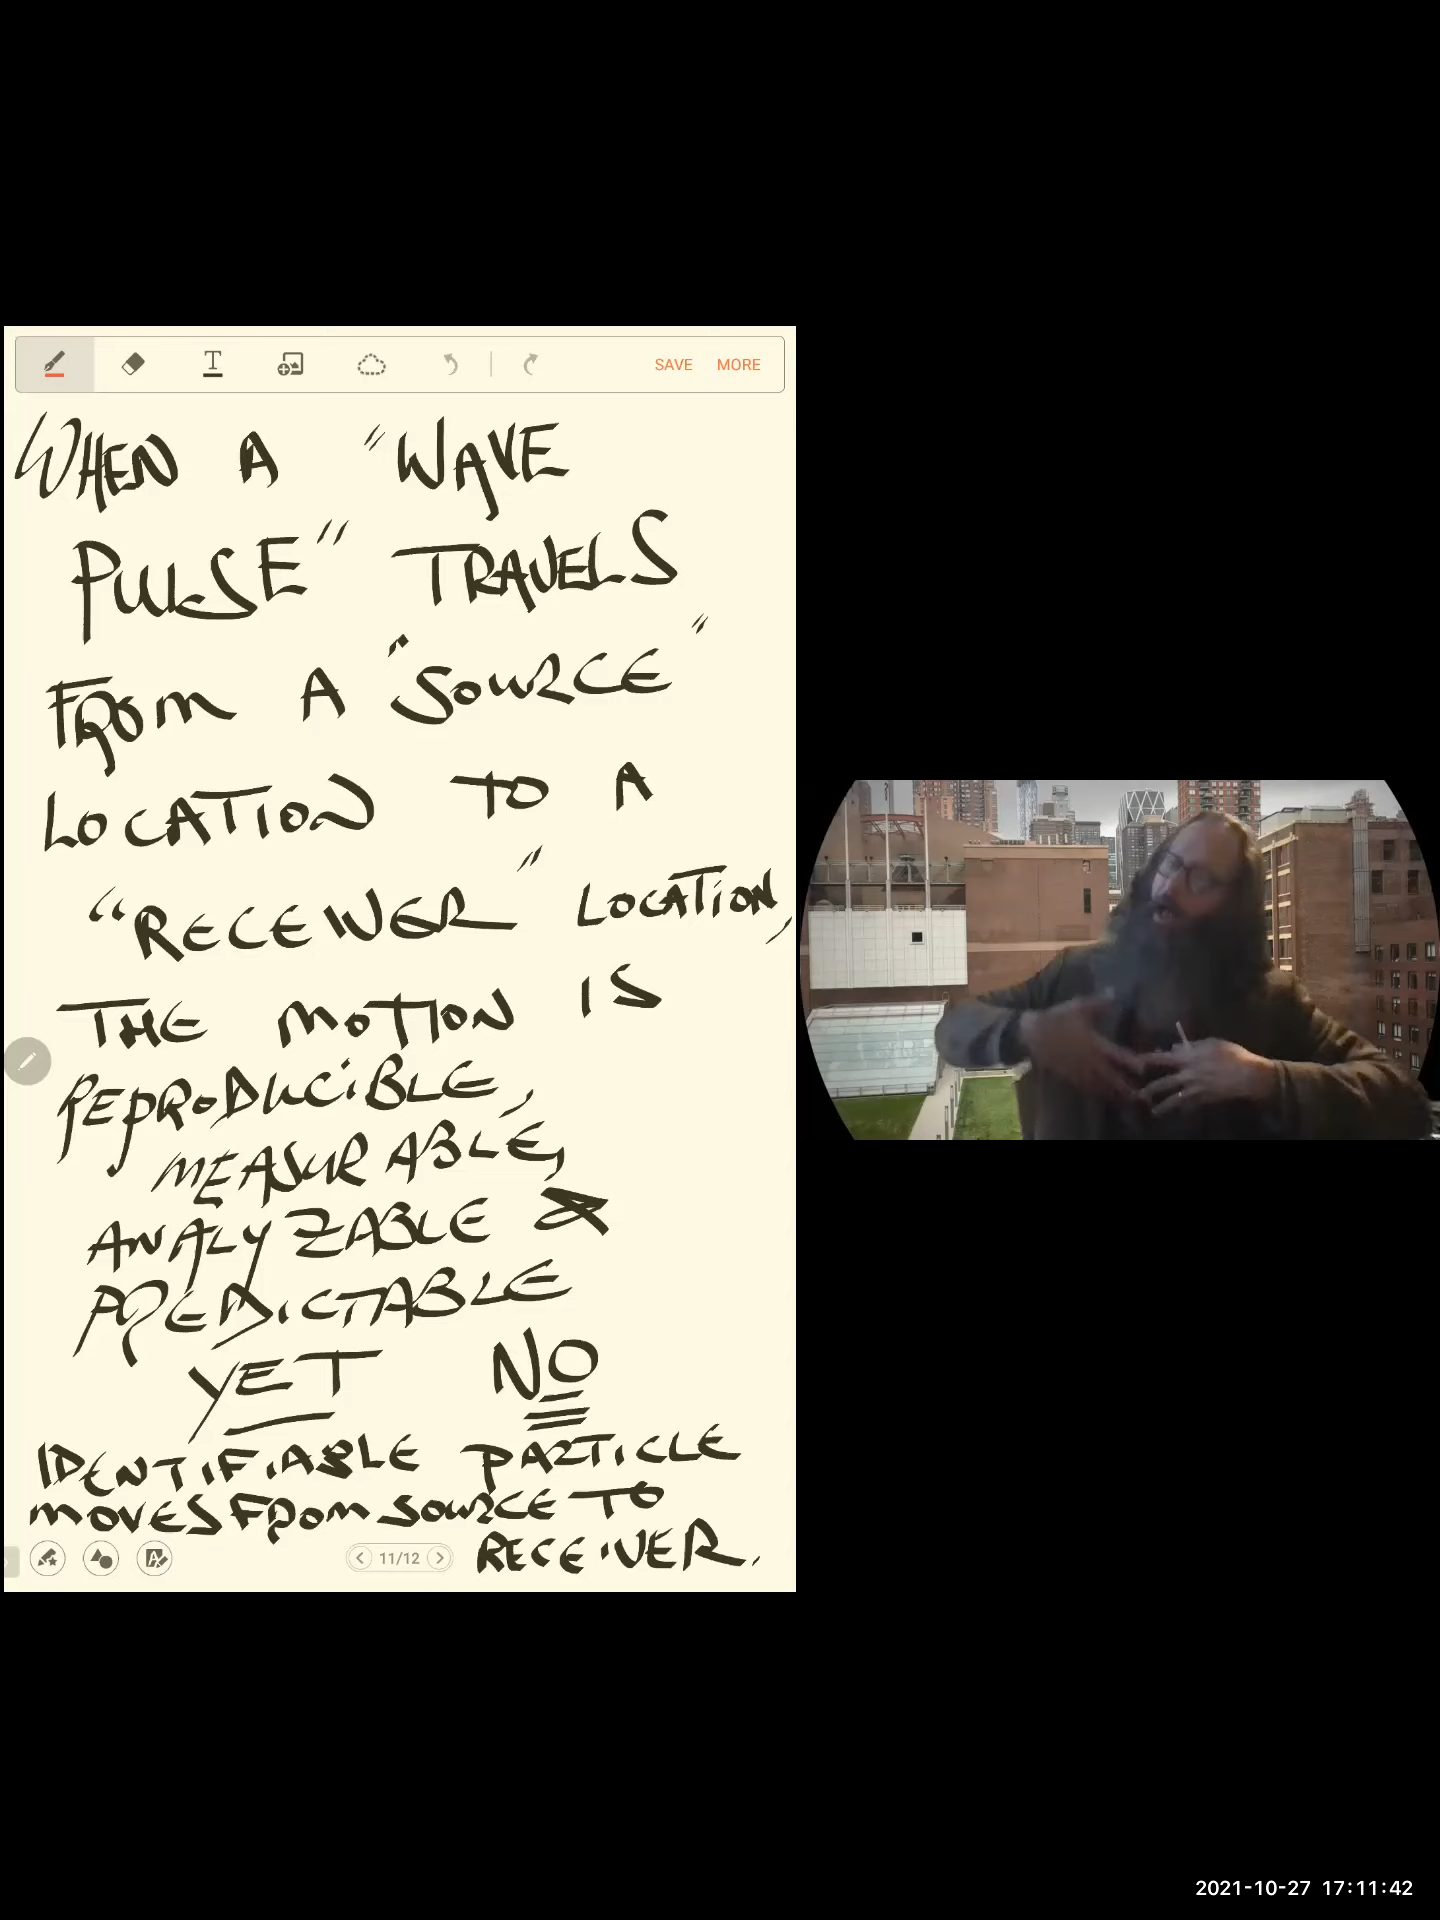 T
SAVE MORE
WHEN A "WAVE
PULSE" TRAVELS
FROM A "SOURCE"
LOCATION TO A
"RECEIVER" LOCATION,
THE MOTION IS
REPRODUCIBLE,
MEASURABLE,
ANALYZABLE &
PREDICTABLE
YET NO
IDENTIFIABLE PARTICLE
MOVES FROM SOURCE TO
RECEIVER.
11/12
2021-10-27 17:11:42